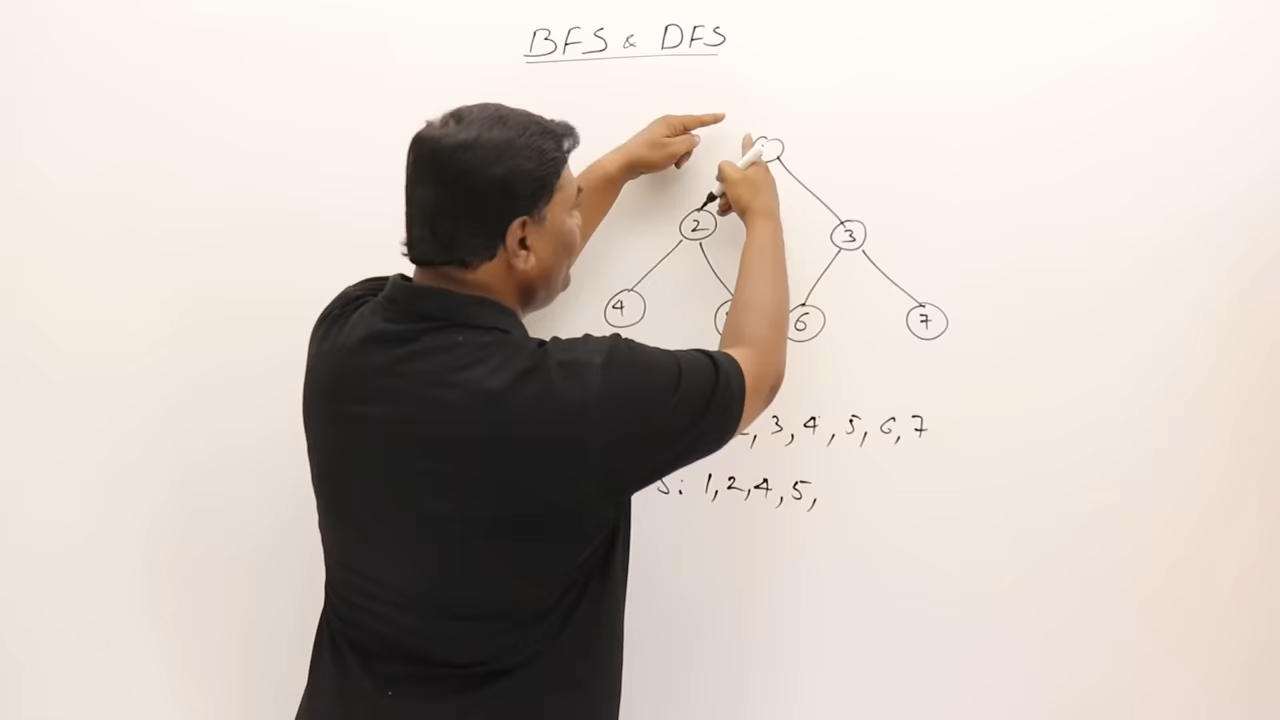 BFS & DFS
2
3
4
6
7
, 3, 4, 5, 6, 7
S: 1, 2, 4, 5,